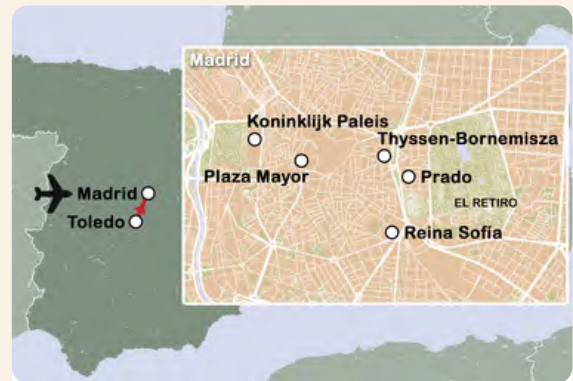 Madrid
Koninklijk Paleis
Thyssen-Bornemisza
Plaza Mayor
Prado
EL RETIRO
Reina Sofía
Madrid
Toledo